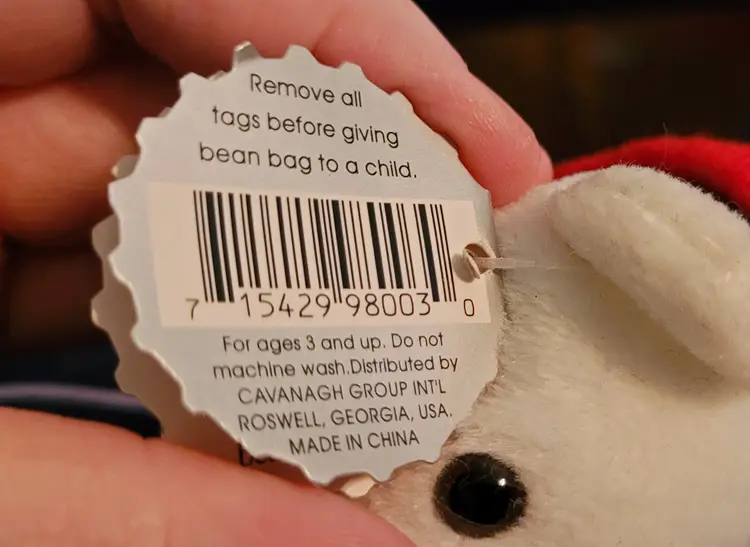 Remove all
tags before giving
bean bag to a child.
7 15429 98003 0
For ages 3 and up. Do not
machine wash.Distributed by
CAVANAGH GROUP INT'L
ROSWELL, GEORGIA, USA.
MADE IN CHINA